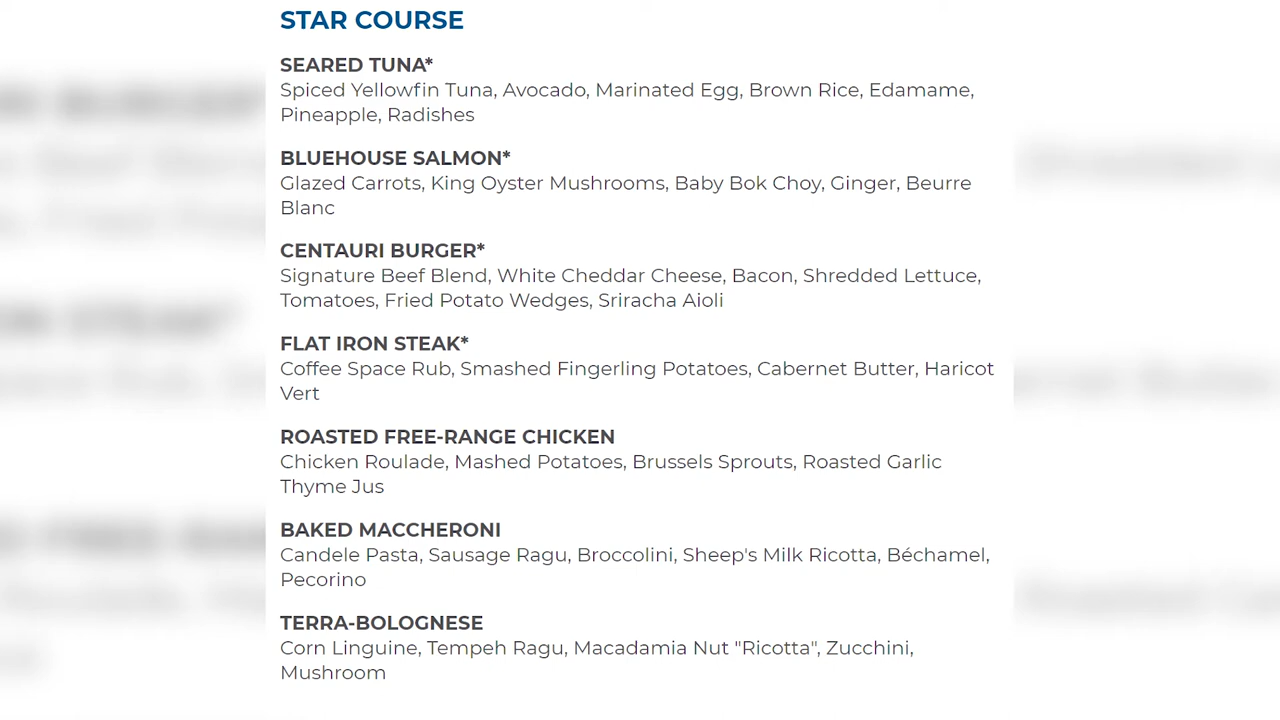 STAR COURSE
SEARED TUNA*
Spiced Yellowfin Tuna, Avocado, Marinated Egg, Brown Rice, Edamame,
Pineapple, Radishes
BLUEHOUSE SALMON*
Glazed Carrots, King Oyster Mushrooms, Baby Bok Choy, Ginger, Beurre
Blanc
CENTAURI BURGER*
Signature Beef Blend, White Cheddar Cheese, Bacon, Shredded Lettuce,
Tomatoes, Fried Potato Wedges, Sriracha Aioli
FLAT IRON STEAK*
Coffee Space Rub, Smashed Fingerling Potatoes, Cabernet Butter, Haricot
Vert
ROASTED FREE-RANGE CHICKEN
Chicken Roulade, Mashed Potatoes, Brussels Sprouts, Roasted Garlic
Thyme Jus
BAKED MACCHERONI
Candele Pasta, Sausage Ragu, Broccolini, Sheep's Milk Ricotta, Béchamel,
Pecorino
TERRA-BOLOGNESE
Corn Linguine, Tempeh Ragu, Macadamia Nut "Ricotta", Zucchini,
Mushroom